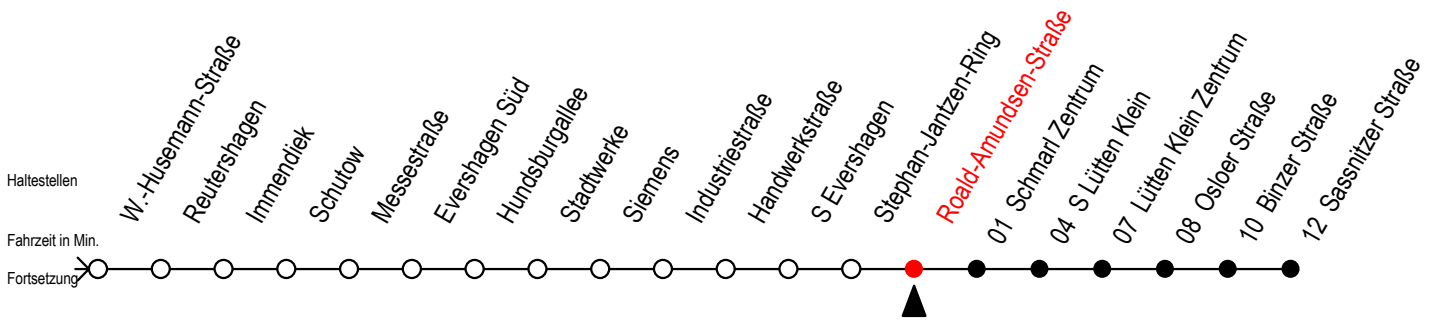 Haltestellen
Fahrzeit in Min.
Fortsetzung
W.-Husemann-Straße
Reutershagen
Immendiek
Schutow
Messestraße
Evershagen Süd
Hundsburgallee
Stadtwerke
Siemens
Industriestraße
Handwerkstraße
S Evershagen
Stephan-Jantzen-Ring
Roald-Amundsen-Straße
01 Schmarl Zentrum
04 S Lütten Klein
07 Lütten Klein Zentrum
08 Osloer Straße
10 Binzer Straße
12 Sassnitzer Straße